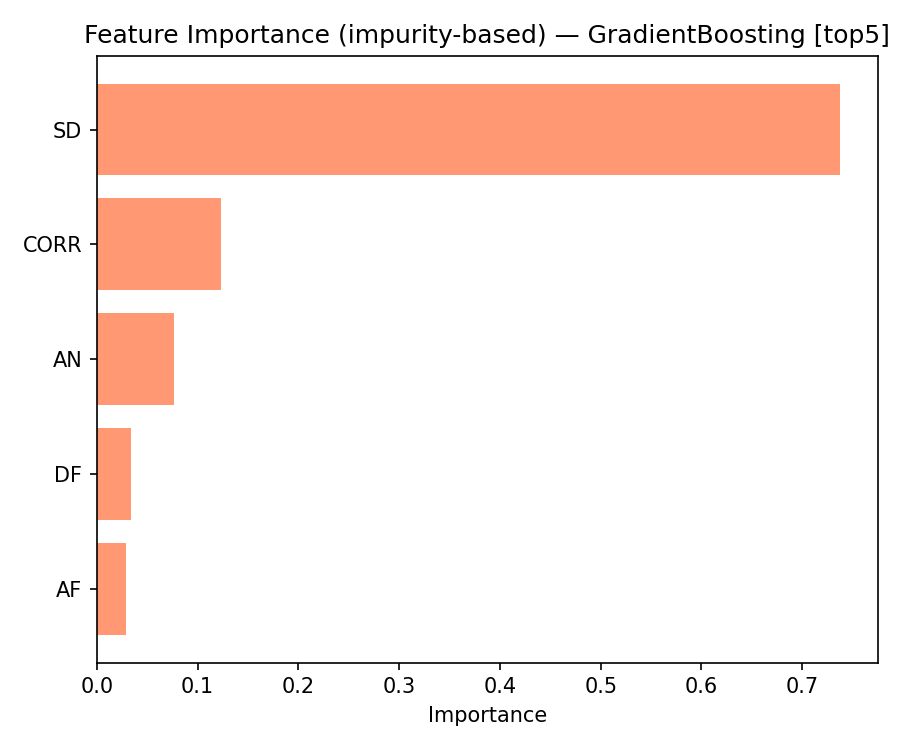 Feature Importance (impurity-based) — GradientBoosting [top5]
SD
CORR
AN
DF
AF
0.0 0.1 0.2 0.3 0.4 0.5 0.6 0.7
Importance